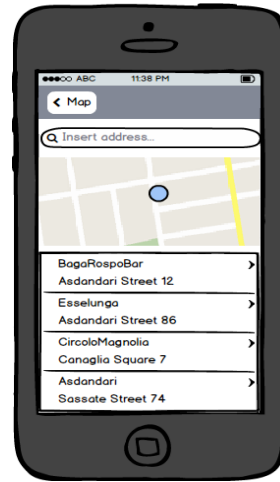 ABC 11:38 PM
Map
Insert address...
BagaRospoBar
Asdandari Street 12
Esselunga
Asdandari Street 86
CircoloMagnolia
Canaglia Square 7
Asdandari
Sassate Street 74